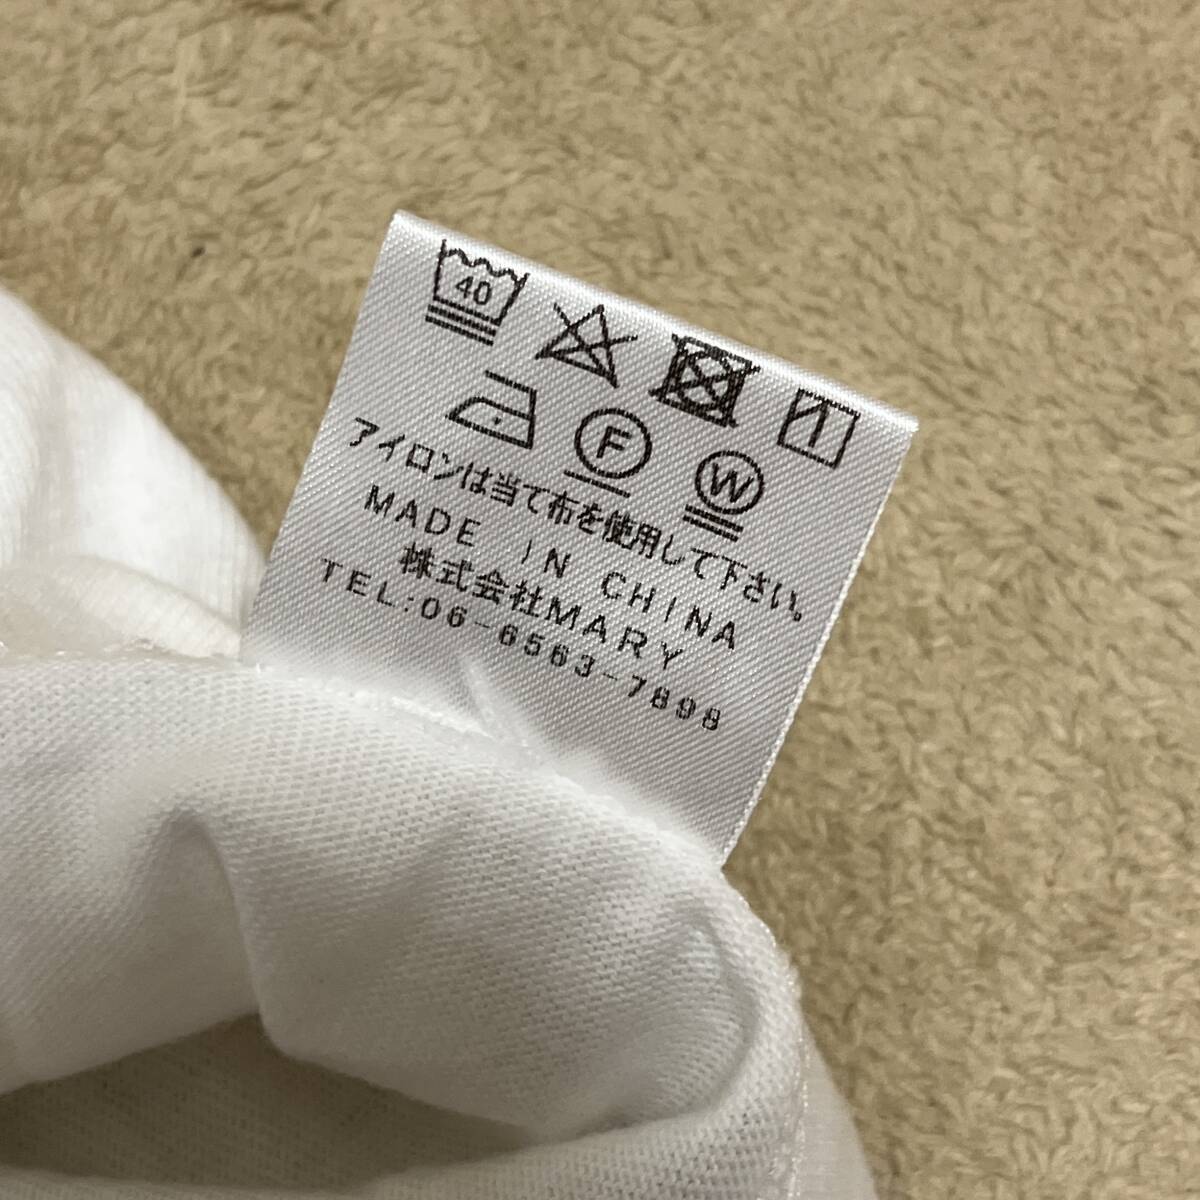 40
F W
アイロンは当て布を使用して下さい。
MADE IN CHINA
株式会社MARY
TEL:06-6563-7898